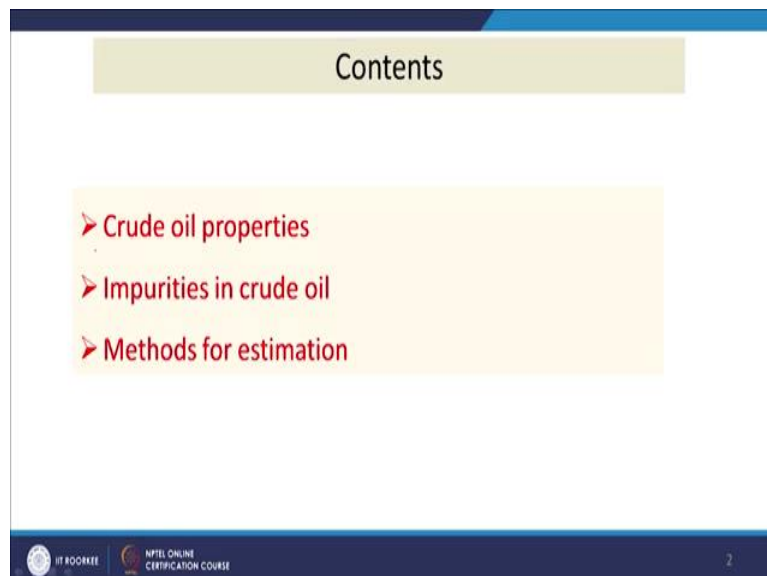 Contents
➢ Crude oil properties
➢ Impurities in crude oil
➢ Methods for estimation
IIT ROORKEE
NPTEL ONLINE
CERTIFICATION COURSE
2